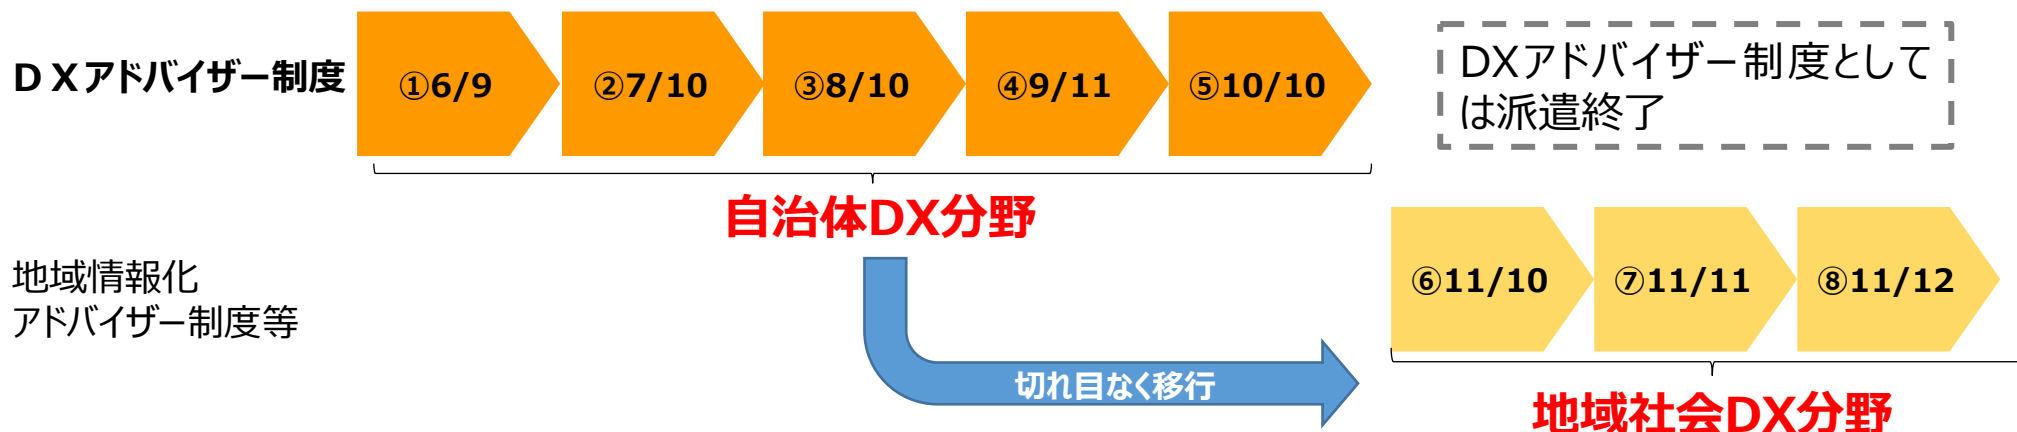 DXアドバイザー制度
①6/9
②7/10
③8/10
④9/11
⑤10/10
DXアドバイザー制度として
は派遣終了
自治体DX分野
地域情報化
アドバイザー制度等
⑥11/10
⑦11/11
⑧11/12
切れ目なく移行
地域社会DX分野